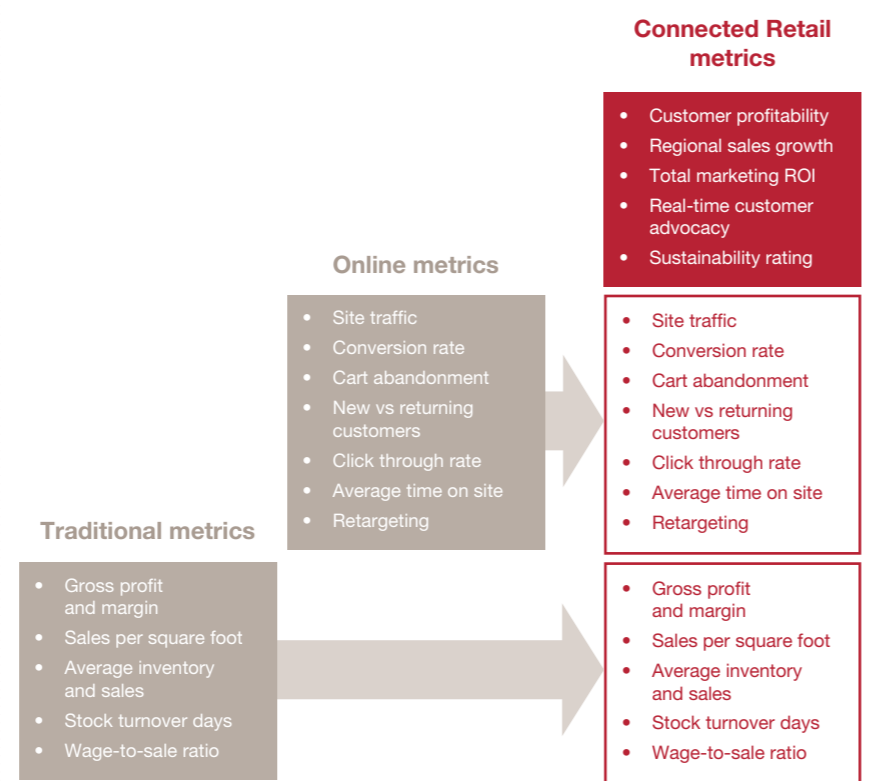 Connected Retail
metrics
• Customer profitability
• Regional sales growth
• Total marketing ROI
• Real-time customer
advocacy
• Sustainability rating
Online metrics
• Site traffic
• Conversion rate
• Cart abandonment
• New vs returning
customers
• Click through rate
• Average time on site
• Retargeting
• Site traffic
• Conversion rate
• Cart abandonment
• New vs returning
customers
• Click through rate
• Average time on site
• Retargeting
Traditional metrics
• Gross profit
and margin
• Sales per square foot
• Average inventory
and sales
• Stock turnover days
• Wage-to-sale ratio
• Gross profit
and margin
• Sales per square foot
• Average inventory
and sales
• Stock turnover days
• Wage-to-sale ratio